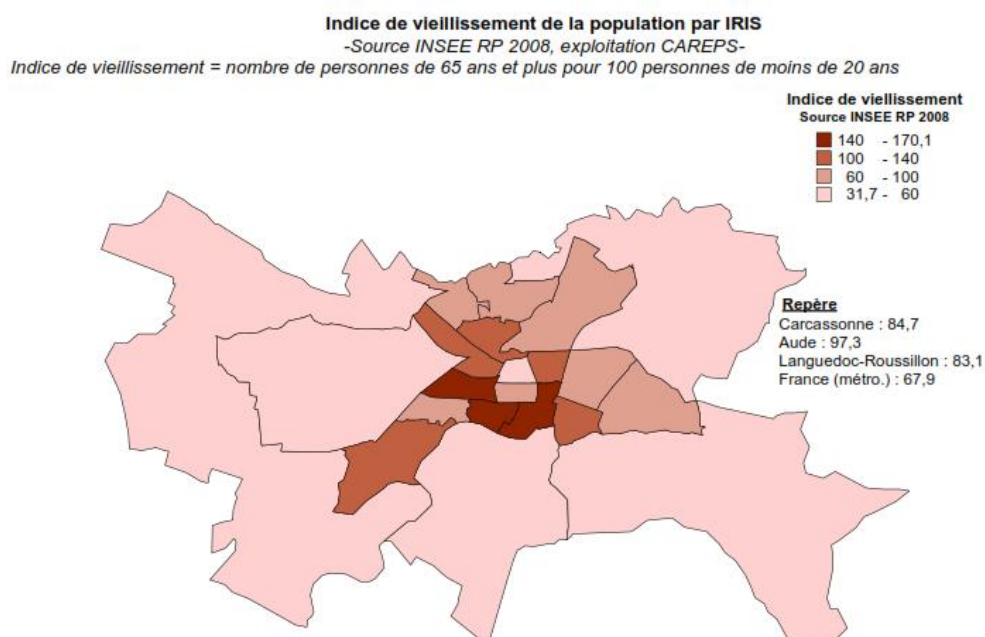 Indice de vieillissement de la population par IRIS
-Source INSEE RP 2008, exploitation CAREPS-
Indice de vieillissement = nombre de personnes de 65 ans et plus pour 100 personnes de moins de 20 ans
Indice de viellissement
Source INSEE RP 2008
140 - 170,1
100 - 140
60 - 100
31,7 - 60
Repère
Carcassonne : 84,7
Aude : 97,3
Languedoc-Roussillon : 83,1
France (métro.) : 67,9